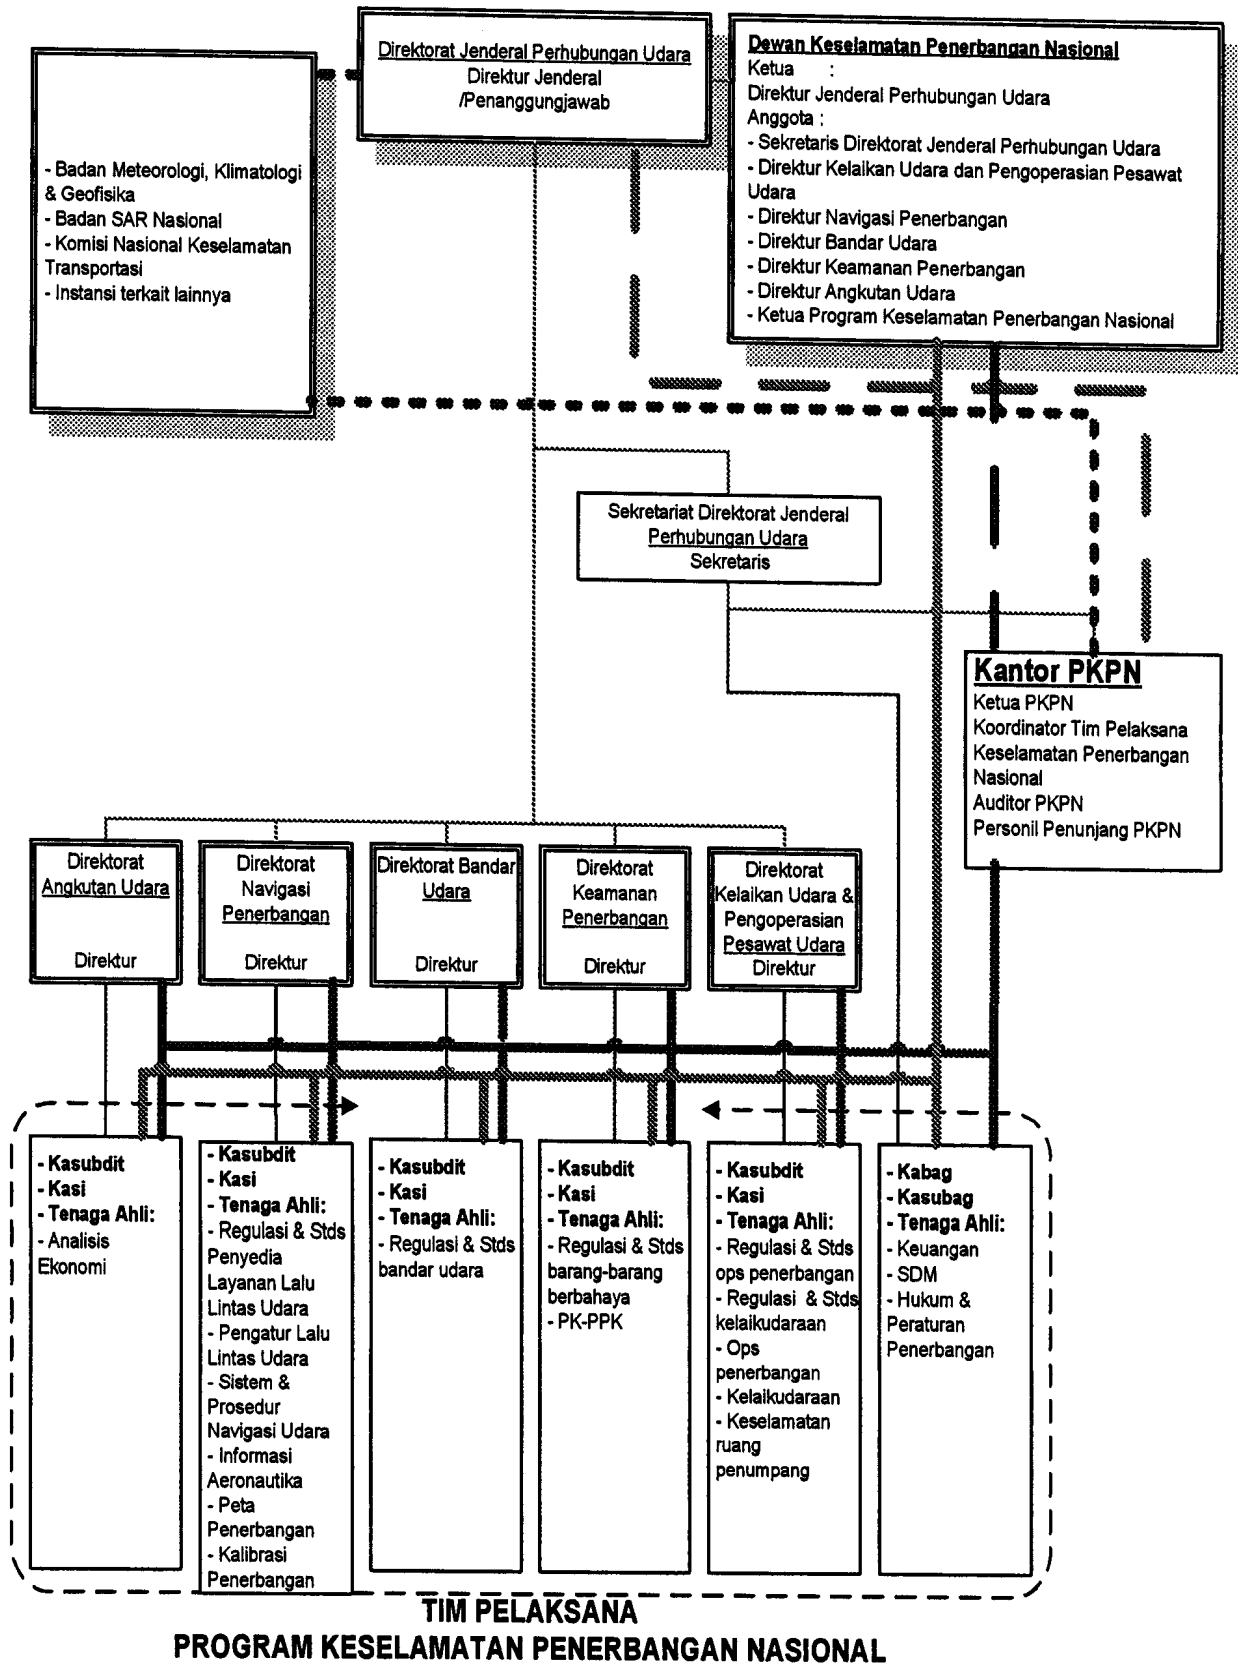 Direktorat Jenderal Perhubungan Udara
Direktur Jenderal
/Penanggungjawab
Dewan Keselamatan Penerbangan Nasional
Ketua :
Direktur Jenderal Perhubungan Udara
Anggota :
- Sekretaris Direktorat Jenderal Perhubungan Udara
- Direktur Kelaikan Udara dan Pengoperasian Pesawat
Udara
- Direktur Navigasi Penerbangan
- Direktur Bandar Udara
- Direktur Keamanan Penerbangan
- Direktur Angkutan Udara
- Ketua Program Keselamatan Penerbangan Nasional
- Badan Meteorologi, Klimatologi
& Geofisika
- Badan SAR Nasional
- Komisi Nasional Keselamatan
Transportasi
- Instansi terkait lainnya
Sekretariat Direktorat Jenderal
Perhubungan Udara
Sekretaris
Kantor PKPN
Ketua PKPN
Koordinator Tim Pelaksana
Keselamatan Penerbangan
Nasional
Auditor PKPN
Personil Penunjang PKPN
Direktorat
Angkutan Udara
Direktur
Direktorat
Navigasi
Penerbangan
Direktur
Direktorat Bandar
Udara
Direktur
Direktorat
Keamanan
Penerbangan
Direktur
Direktorat
Kelaikan Udara &
Pengoperasian
Pesawat Udara
Direktur
- Kasubdit
- Kasi
- Tenaga Ahli:
- Analisis
Ekonomi
- Kasubdit
- Kasi
- Tenaga Ahli:
- Regulasi & Stds
Penyedia
Layanan Lalu
Lintas Udara
- Pengatur Lalu
Lintas Udara
- Sistem &
Prosedur
Navigasi Udara
- Informasi
Aeronautika
- Peta
Penerbangan
- Kalibrasi
Penerbangan
- Kasubdit
- Kasi
- Tenaga Ahli:
- Regulasi & Stds
bandar udara
- Kasubdit
- Kasi
- Tenaga Ahli:
- Regulasi & Stds
barang-barang
berbahaya
- PK-PPK
- Kasubdit
- Kasi
- Tenaga Ahli:
- Regulasi & Stds
ops penerbangan
- Regulasi & Stds
kelaikudaraan
- Ops
penerbangan
- Kelaikudaraan
- Keselamatan
ruang
penumpang
- Kabag
- Kasubag
- Tenaga Ahli:
- Keuangan
- SDM
- Hukum &
Peraturan
Penerbangan
TIM PELAKSANA
PROGRAM KESELAMATAN PENERBANGAN NASIONAL